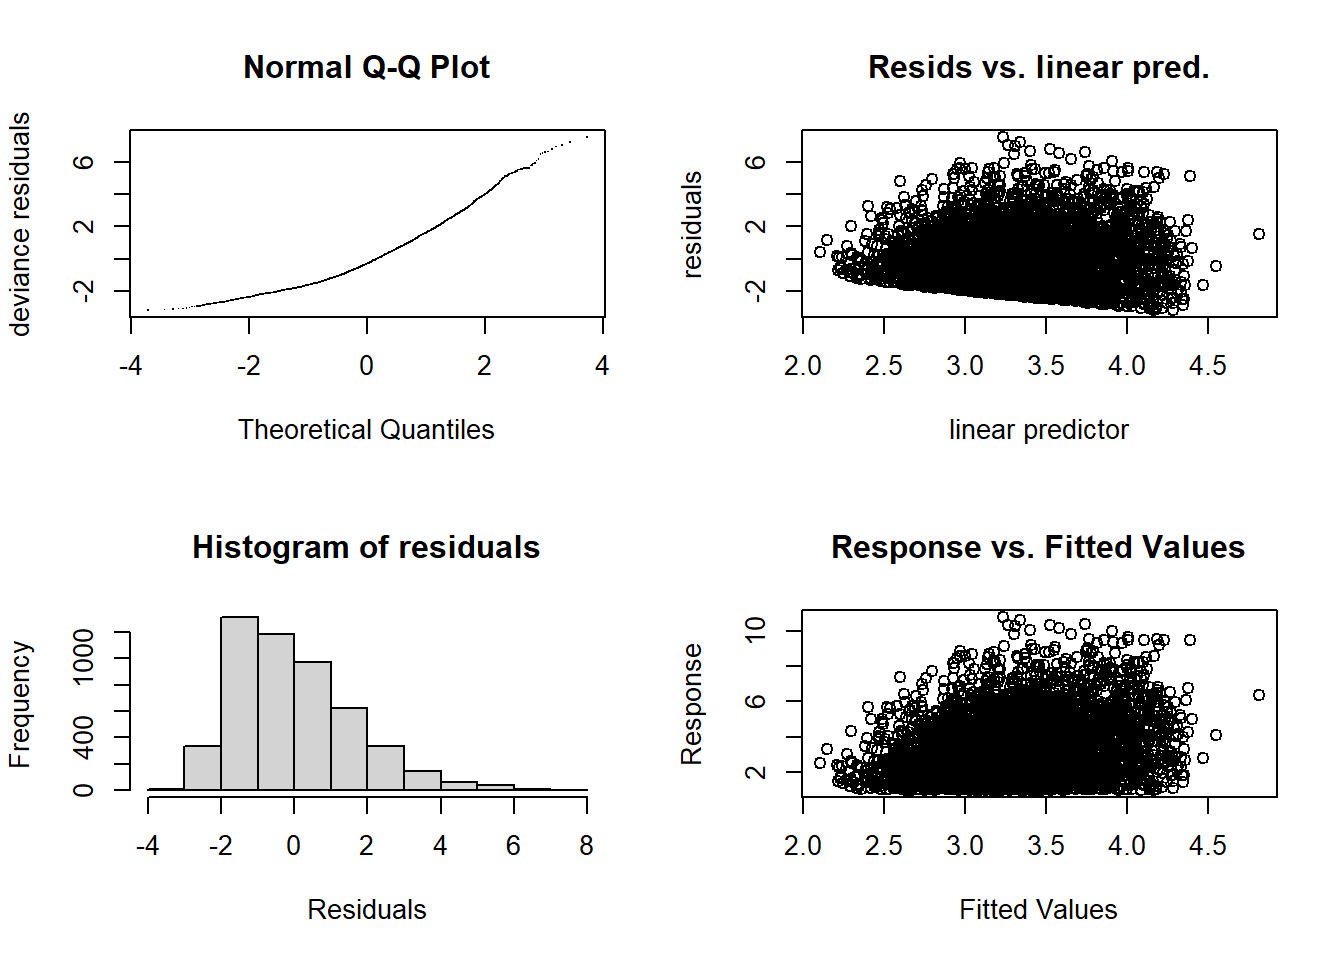 Normal Q-Q Plot
deviance residuals
-2 2 6
-4 -2 0 2 4
Theoretical Quantiles
Resids vs. linear pred.
residuals
-2 2 6
2.0 2.5 3.0 3.5 4.0 4.5
linear predictor
Histogram of residuals
Frequency
0 400 1000
-4 -2 0 2 4 6 8
Residuals
Response vs. Fitted Values
Response
2 6 10
2.0 2.5 3.0 3.5 4.0 4.5
Fitted Values